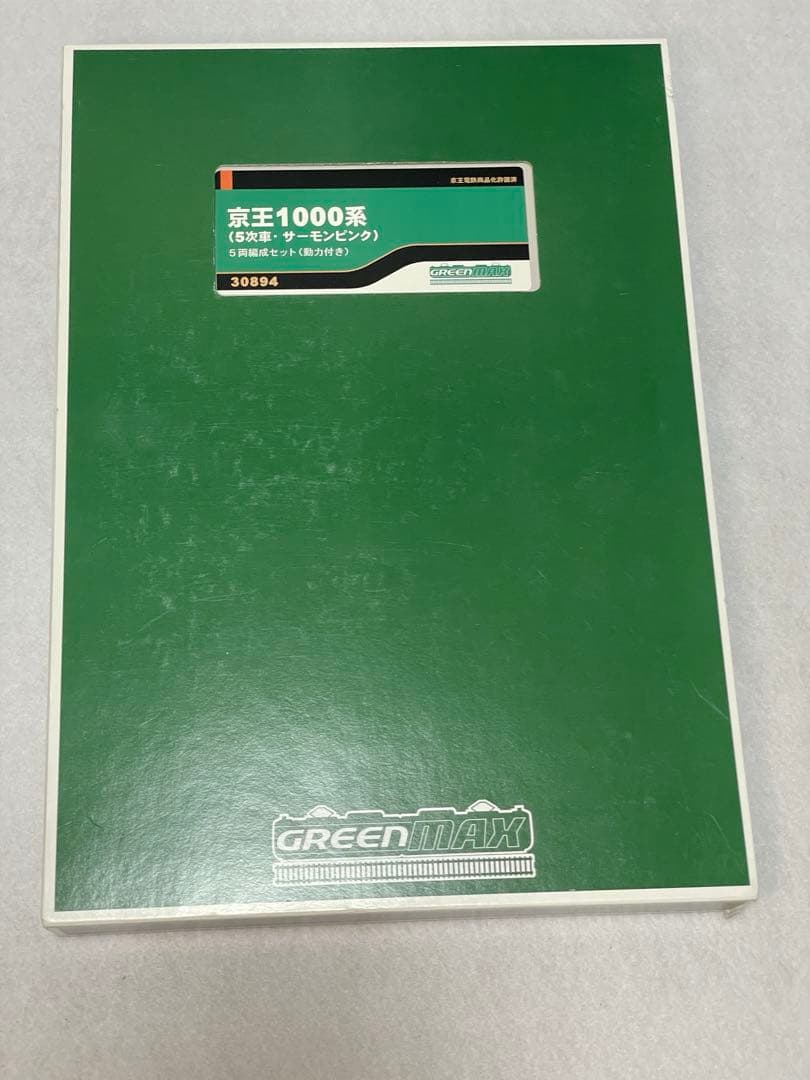 京王電鉄商品化許諾済
京王1000系
(5次車・サーモンピンク)
5両編成セット(動力付き)
30894
GREENMAX
GREENMAX